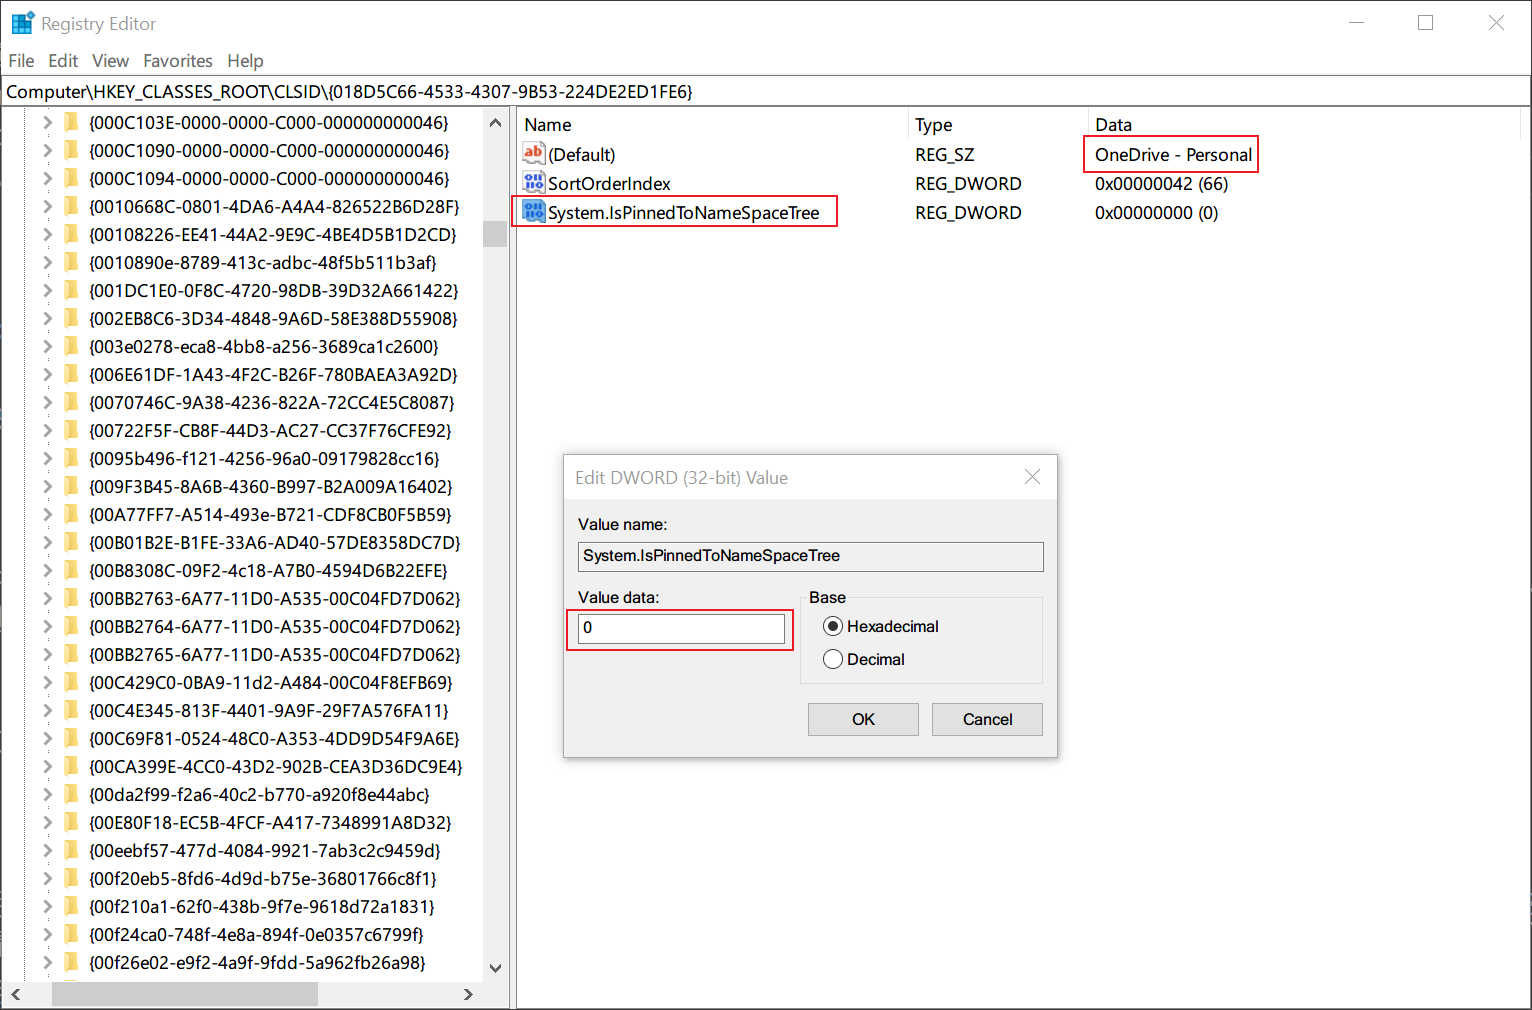 Registry Editor
File Edit View Favorites Help
Computer\HKEY_CLASSES_ROOT\CLSID\{018D5C66-4533-4307-9B53-224DE2ED1FE6}
{000C103E-0000-0000-C000-000000000046}
{000C1090-0000-0000-C000-000000000046}
{000C1094-0000-0000-C000-000000000046}
{0010668C-0801-4DA6-A4A4-826522B6D28F}
{00108226-EE41-44A2-9E9C-4BE4D5B1D2CD}
{0010890e-8789-413c-adbc-48f5b511b3af}
{001DC1E0-0F8C-4720-98DB-39D32A661422}
{002EB8C6-3D34-4848-9A6D-58E388D55908}
{003e0278-eca8-4bb8-a256-3689ca1c2600}
{006E61DF-1A43-4F2C-B26F-780BAEA3A92D}
{0070746C-9A38-4236-822A-72CC4E5C8087}
{00722F5F-CB8F-44D3-AC27-CC37F76CFE92}
{0095b496-f121-4256-96a0-09179828cc16}
{009F3B45-8A6B-4360-B997-B2A009A16402}
{00A77FF7-A514-493e-B721-CDF8CB0F5B59}
{00B01B2E-B1FE-33A6-AD40-57DE8358DC7D}
{00B8308C-09F2-4c18-A7B0-4594D6B22EFE}
{00BB2763-6A77-11D0-A535-00C04FD7D062}
{00BB2764-6A77-11D0-A535-00C04FD7D062}
{00BB2765-6A77-11D0-A535-00C04FD7D062}
{00C429C0-0BA9-11d2-A484-00C04F8EFB69}
{00C4E345-813F-4401-9A9F-29F7A576FA11}
{00C69F81-0524-48C0-A353-4DD9D54F9A6E}
{00CA399E-4CC0-43D2-902B-CEA3D36DC9E4}
{00da2f99-f2a6-40c2-b770-a920f8e44abc}
{00E80F18-EC5B-4FCF-A417-7348991A8D32}
{00eebf57-477d-4084-9921-7ab3c2c9459d}
{00f20eb5-8fd6-4d9d-b75e-36801766c8f1}
{00f210a1-62f0-438b-9f7e-9618d72a1831}
{00f24ca0-748f-4e8a-894f-0e0357c6799f}
{00f26e02-e9f2-4a9f-9fdd-5a962fb26a98}
Name Type Data
(Default) REG_SZ OneDrive - Personal
SortOrderIndex REG_DWORD 0x00000042 (66)
System.IsPinnedToNameSpaceTree REG_DWORD 0x00000000 (0)
Edit DWORD (32-bit) Value
Value name:
System.IsPinnedToNameSpaceTree
Value data: Base
0 Hexadecimal
Decimal
OK Cancel